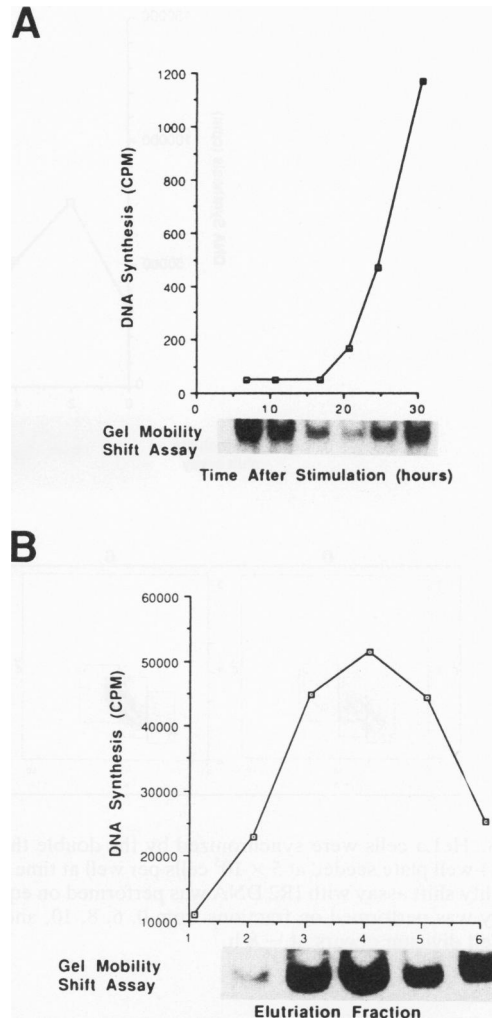 A
1200
1000
800
600
400
200
0
DNA Synthesis (CPM)
0 10 20 30
Gel Mobility
Shift Assay
Time After Stimulation (hours)
B
60000
50000
40000
30000
20000
10000
DNA Synthesis (CPM)
1 2 3 4 5 6
Gel Mobility
Shift Assay
Elutriation Fraction